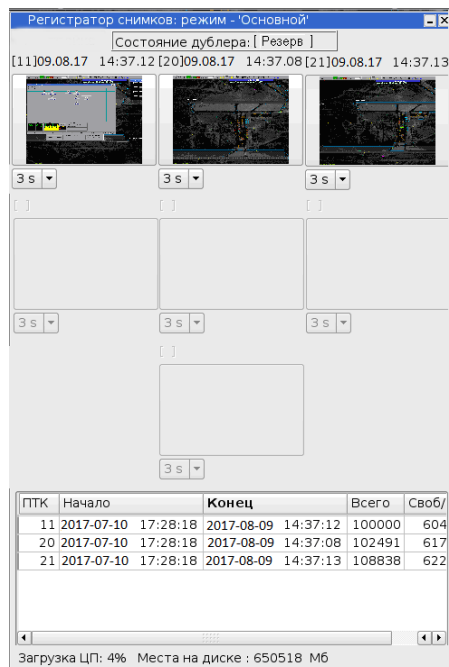 Регистратор снимков: режим - 'Основной'
Состояние дублера: [ Резерв ]
[11]09.08.17 14:37.12 [20]09.08.17 14:37.08 [21]09.08.17 14:37.13
3 s 3 s 3 s
[ ] [ ]
3 s 3 s 3 s
[ ]
3 s
ПТК Начало Конец Всего Своб/
11 2017-07-10 17:28:18 2017-08-09 14:37:12 100000 604
20 2017-07-10 17:28:18 2017-08-09 14:37:08 102491 617
21 2017-07-10 17:28:18 2017-08-09 14:37:13 108838 622
Загрузка ЦП: 4% Места на диске : 650518 Мб